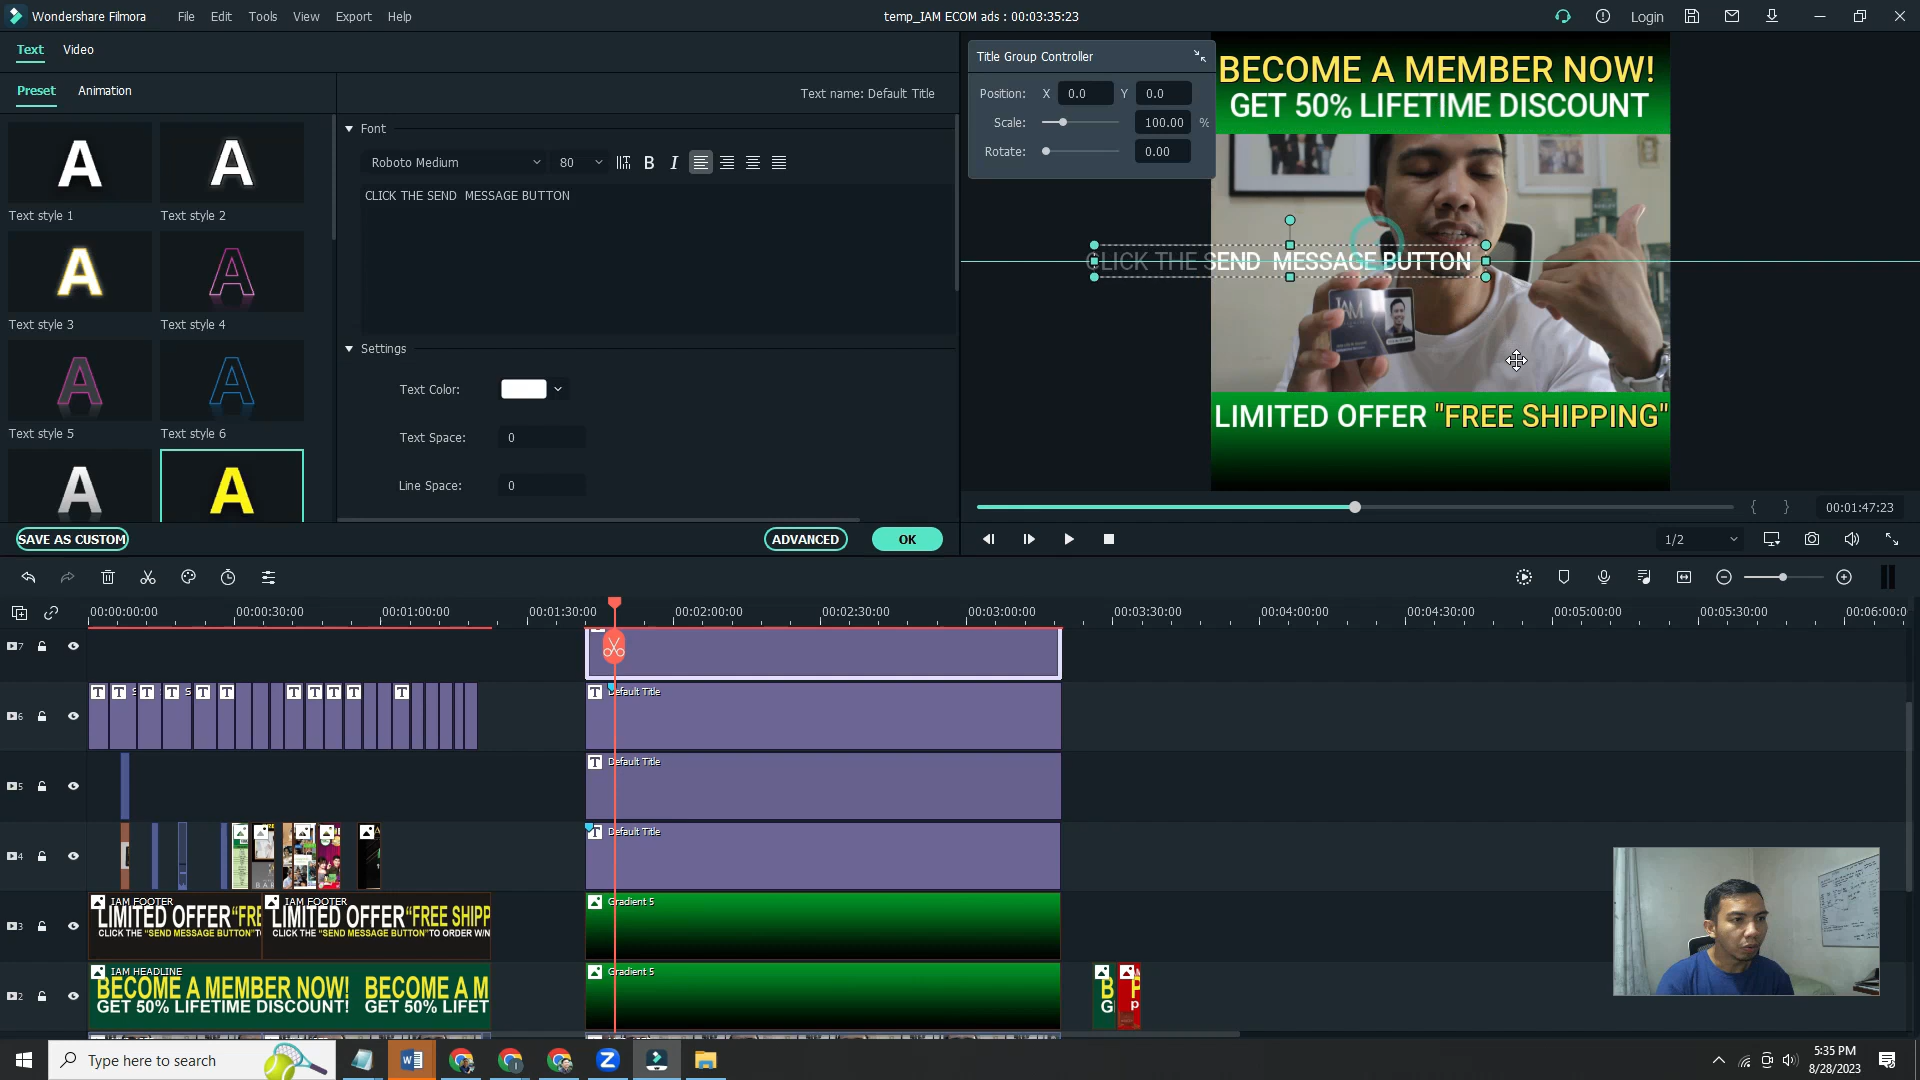 Wondershare Filmora
File Edit Tools View Export Help
temp_IAM ECOM ads : 00:03:35:23
Login
Text Video
Preset Animation
Text name: Default Title
A
Text style 1
A
Text style 2
A
Text style 3
A
Text style 4
A
Text style 5
A
Text style 6
A
A
Font
Roboto Medium 80 B I
CLICK THE SEND  MESSAGE BUTTON
Settings
Text Color:
Text Space: 0
Line Space: 0
SAVE AS CUSTOM ADVANCED OK
Title Group Controller
Position: X 0.0 Y 0.0
Scale: 100.00 %
Rotate: 0.00
BECOME A MEMBER NOW!
GET 50% LIFETIME DISCOUNT
CLICK THE SEND  MESSAGE BUTTON
IAM
LIMITED OFFER "FREE SHIPPING"
00:01:47:23
1/2
00:00:00:00 00:00:30:00 00:01:00:00 00:01:30:00 00:02:00:00 00:02:30:00 00:03:00:00 00:03:30:00 00:04:00:00 00:04:30:00 00:05:00:00 00:05:30:00 00:06:00:0
7
6
Default Title
5
Default Title
4
Default Title
3
IAM FOOTER
LIMITED OFFER "FRE
CLICK THE "SEND MESSAGE BUTTON" T
IAM FOOTER
LIMITED OFFER "FREE SHIPP
CLICK THE "SEND MESSAGE BUTTON" TO ORDER W/N
Gradient 5
2
IAM HEADLINE
BECOME A MEMBER NOW! BECOME A M
GET 50% LIFETIME DISCOUNT! GET 50% LIFET
Gradient 5
B
G
P
p
Type here to search
5:35 PM
8/28/2023